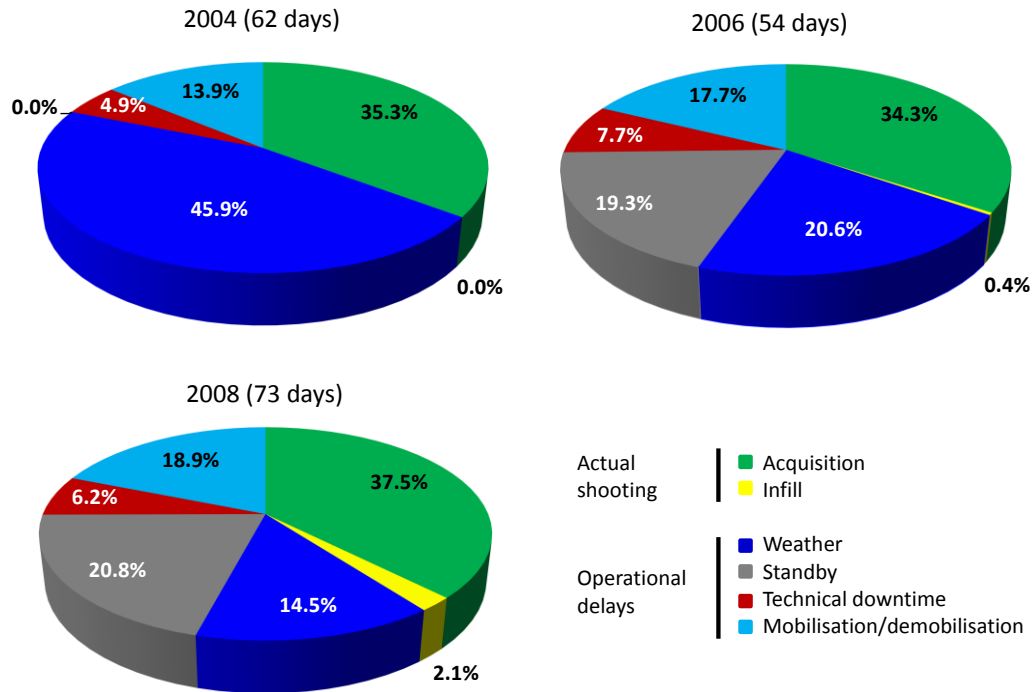 2004 (62 days)
13.9%
35.3%
4.9%
0.0%
45.9%
0.0%
2006 (54 days)
17.7%
34.3%
7.7%
19.3%
20.6%
0.4%
2008 (73 days)
18.9%
37.5%
6.2%
20.8%
14.5%
2.1%
Actual
shooting
Acquisition
Infill
Operational
delays
Weather
Standby
Technical downtime
Mobilisation/demobilisation